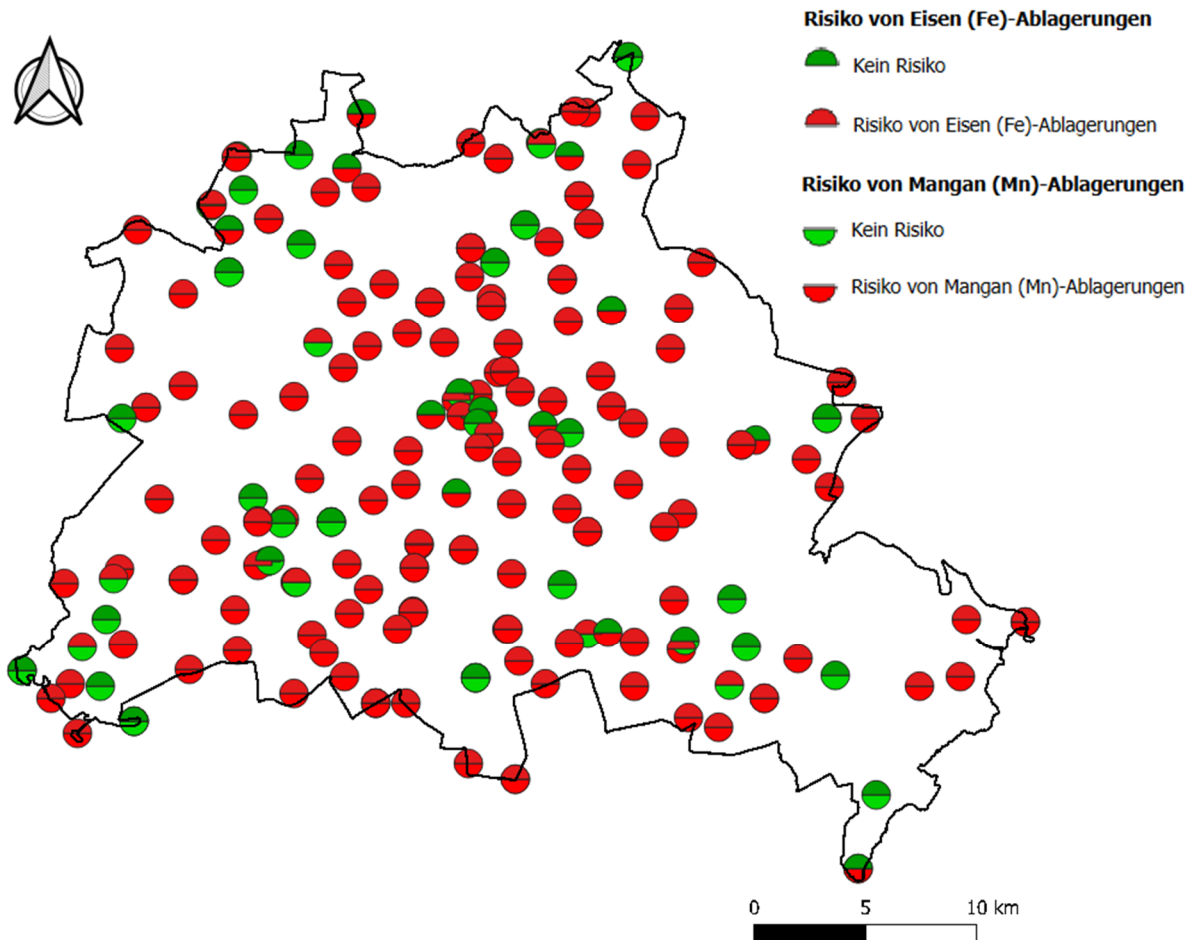 Risiko von Eisen (Fe)-Ablagerungen
Kein Risiko
Risiko von Eisen (Fe)-Ablagerungen
Risiko von Mangan (Mn)-Ablagerungen
Kein Risiko
Risiko von Mangan (Mn)-Ablagerungen
0 5 10 km